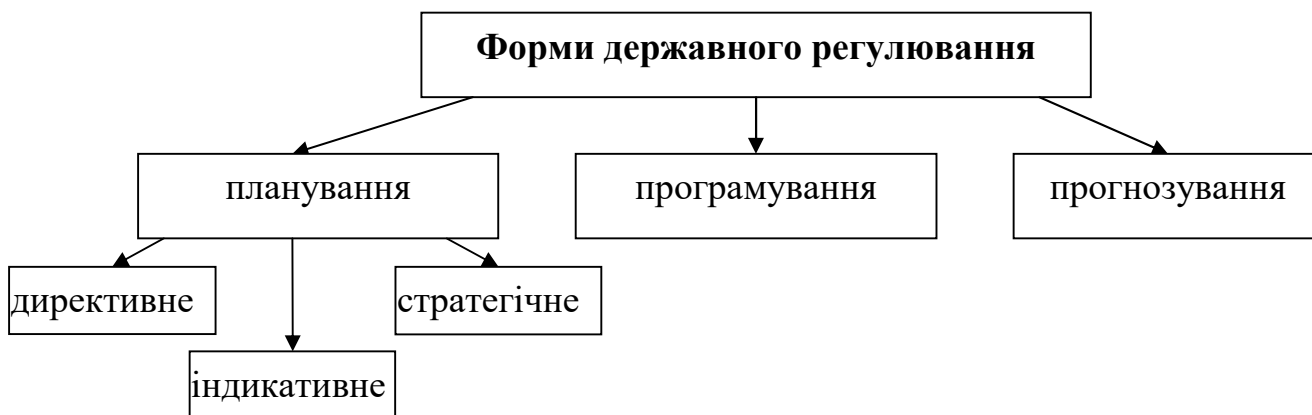 Форми державного регулювання
планування
програмування
прогнозування
директивне
стратегічне
індикативне